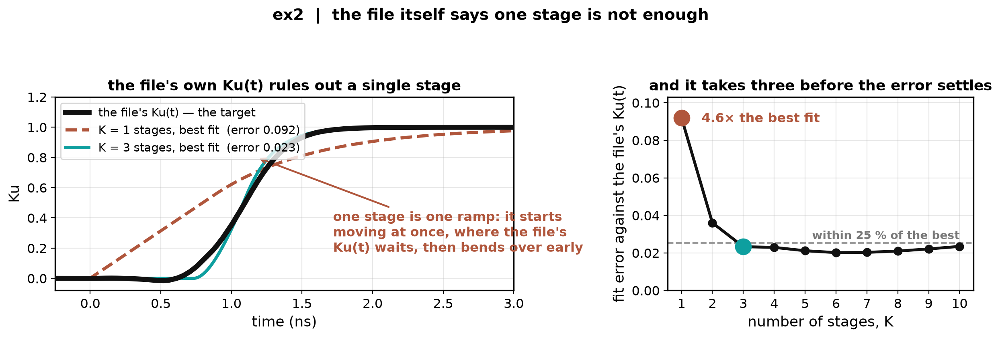 ex2 | the file itself says one stage is not enough
the file's own Ku(t) rules out a single stage
1.2
1.0
0.8
0.6
0.4
0.2
0.0
Ku
the file's Ku(t) — the target
K = 1 stages, best fit (error 0.092)
K = 3 stages, best fit (error 0.023)
one stage is one ramp: it starts
moving at once, where the file's
Ku(t) waits, then bends over early
0.0 0.5 1.0 1.5 2.0 2.5 3.0
time (ns)
and it takes three before the error settles
fit error against the file's Ku(t)
0.10
0.08
0.06
0.04
0.02
0.00
4.6× the best fit
within 25 % of the best
1 2 3 4 5 6 7 8 9 10
number of stages, K